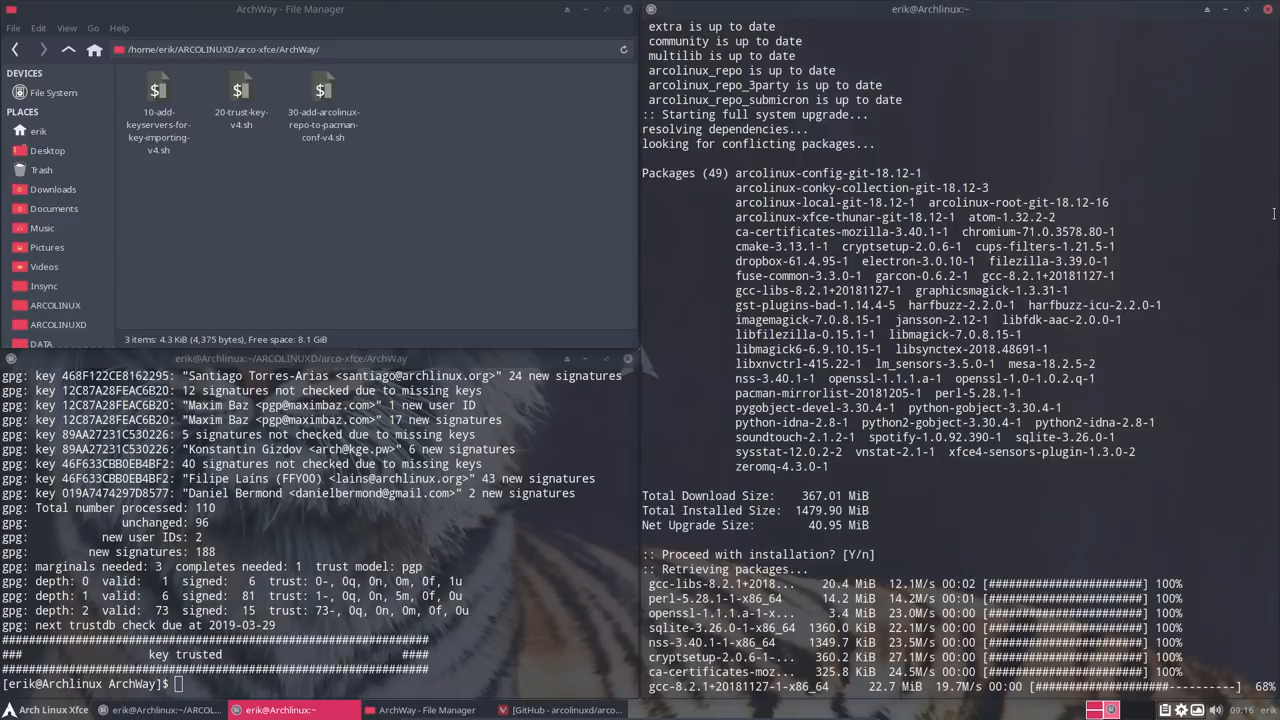 ArchWay - File Manager
File Edit View Go Help
/home/erik/ARCOLINUXD/arco-xfce/ArchWay/
DEVICES
File System
PLACES
erik
Desktop
Trash
Downloads
Documents
Music
Pictures
Videos
Insync
ARCOLINUX
ARCOLINUXD
DATA
10-add-
keyservers-for-
key-importing-
v4.sh
20-trust-key-
v4.sh
30-add-arcolinux-
repo-to-pacman-
conf-v4.sh
3 items: 4.3 KiB (4,375 bytes), Free space: 8.1 GiB
erik@Archlinux:~/ARCOLINUXD/arco-xfce/ArchWay
gpg: key 468F122CE8162295: "Santiago Torres-Arias <santiago@archlinux.org>" 24 new signatures
gpg: key 12C87A28FEAC6B20: 12 signatures not checked due to missing keys
gpg: key 12C87A28FEAC6B20: "Maxim Baz <pgp@maximbaz.com>" 1 new user ID
gpg: key 12C87A28FEAC6B20: "Maxim Baz <pgp@maximbaz.com>" 17 new signatures
gpg: key 89AA27231C530226: 5 signatures not checked due to missing keys
gpg: key 89AA27231C530226: "Konstantin Gizdov <arch@kge.pw>" 6 new signatures
gpg: key 46F633CBB0EB4BF2: 40 signatures not checked due to missing keys
gpg: key 46F633CBB0EB4BF2: "Filipe Laíns (FFY00) <lains@archlinux.org>" 43 new signatures
gpg: key 019A7474297D8577: "Daniel Bermond <danielbermond@gmail.com>" 2 new signatures
gpg: Total number processed: 110
gpg: unchanged: 96
gpg: new user IDs: 2
gpg: new signatures: 188
gpg: marginals needed: 3 completes needed: 1 trust model: pgp
gpg: depth: 0 valid: 1 signed: 6 trust: 0-, 0q, 0n, 0m, 0f, 1u
gpg: depth: 1 valid: 6 signed: 81 trust: 1-, 0q, 0n, 5m, 0f, 0u
gpg: depth: 2 valid: 73 signed: 15 trust: 73-, 0q, 0n, 0m, 0f, 0u
gpg: next trustdb check due at 2019-03-29
################################################################
### key trusted ####
################################################################
[erik@Archlinux ArchWay]$
erik@Archlinux:~
extra is up to date
community is up to date
multilib is up to date
arcolinux_repo is up to date
arcolinux_repo_3party is up to date
arcolinux_repo_submicron is up to date
:: Starting full system upgrade...
resolving dependencies...
looking for conflicting packages...
Packages (49) arcolinux-config-git-18.12-1
arcolinux-conky-collection-git-18.12-3
arcolinux-local-git-18.12-1 arcolinux-root-git-18.12-16
arcolinux-xfce-thunar-git-18.12-1 atom-1.32.2-2
ca-certificates-mozilla-3.40.1-1 chromium-71.0.3578.80-1
cmake-3.13.1-1 cryptsetup-2.0.6-1 cups-filters-1.21.5-1
dropbox-61.4.95-1 electron-3.0.10-1 filezilla-3.39.0-1
fuse-common-3.3.0-1 garcon-0.6.2-1 gcc-8.2.1+20181127-1
gcc-libs-8.2.1+20181127-1 graphicsmagick-1.3.31-1
gst-plugins-bad-1.14.4-5 harfbuzz-2.2.0-1 harfbuzz-icu-2.2.0-1
imagemagick-7.0.8.15-1 jansson-2.12-1 libfdk-aac-2.0.0-1
libfilezilla-0.15.1-1 libmagick-7.0.8.15-1
libmagick6-6.9.10.15-1 libsynctex-2018.48691-1
libxnvctrl-415.22-1 lm_sensors-3.5.0-1 mesa-18.2.5-2
nss-3.40.1-1 openssl-1.1.1.a-1 openssl-1.0-1.0.2.q-1
pacman-mirrorlist-20181205-1 perl-5.28.1-1
pygobject-devel-3.30.4-1 python-gobject-3.30.4-1
python-idna-2.8-1 python2-gobject-3.30.4-1 python2-idna-2.8-1
soundtouch-2.1.2-1 spotify-1.0.92.390-1 sqlite-3.26.0-1
sysstat-12.0.2-2 vnstat-2.1-1 xfce4-sensors-plugin-1.3.0-2
zeromq-4.3.0-1
Total Download Size: 367.01 MiB
Total Installed Size: 1479.90 MiB
Net Upgrade Size: 40.95 MiB
:: Proceed with installation? [Y/n]
:: Retrieving packages...
gcc-libs-8.2.1+2018... 20.4 MiB 12.1M/s 00:02 [#######################] 100%
perl-5.28.1-1-x86_64 14.2 MiB 14.2M/s 00:01 [#######################] 100%
openssl-1.1.1.a-1-x... 3.4 MiB 23.0M/s 00:00 [#######################] 100%
sqlite-3.26.0-1-x86_64 1360.0 KiB 22.1M/s 00:00 [#######################] 100%
nss-3.40.1-1-x86_64 1349.7 KiB 23.5M/s 00:00 [#######################] 100%
cryptsetup-2.0.6-1-... 360.2 KiB 27.1M/s 00:00 [#######################] 100%
ca-certificates-moz... 325.8 KiB 24.5M/s 00:00 [#######################] 100%
gcc-8.2.1+20181127-1-x86_64 22.7 MiB 19.7M/s 00:00 [####################----------] 68%
Arch Linux Xfce
erik@Archlinux:~/ARCOL...
erik@Archlinux:~
ArchWay - File Manager
[GitHub - arcolinuxd/arco...
09:16 erik